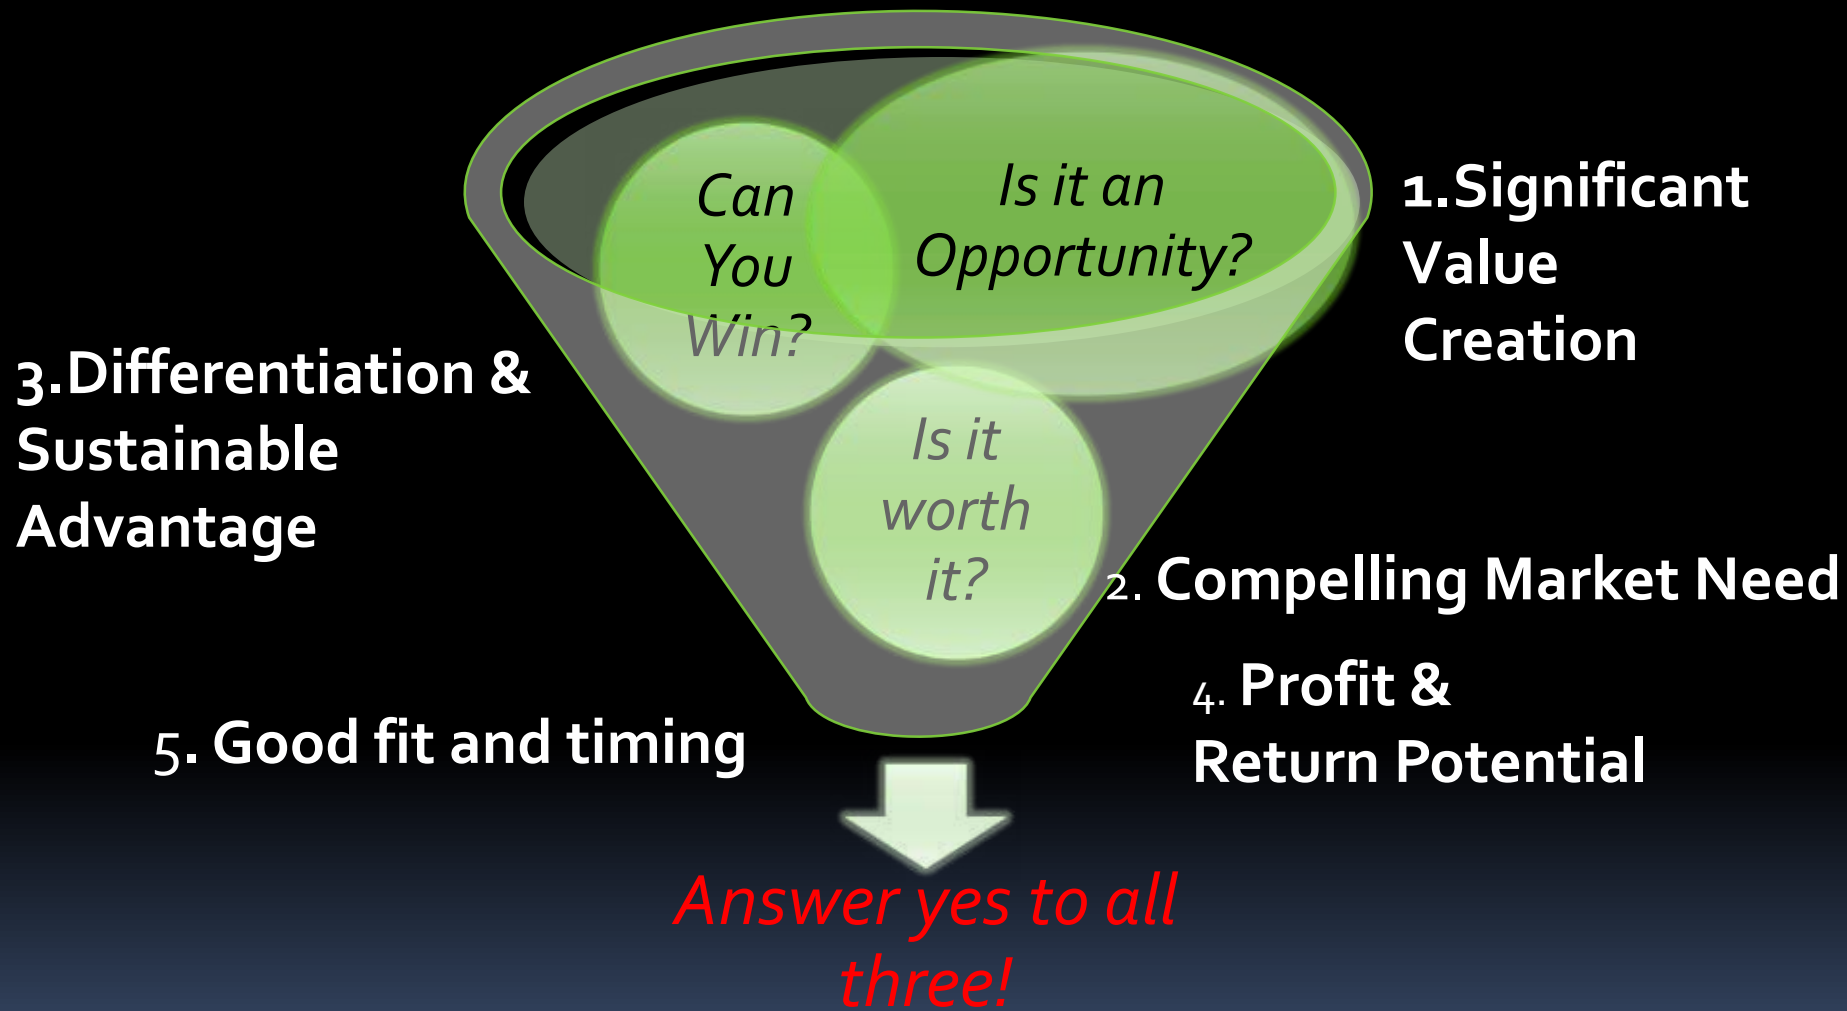 Can
You
Win?
Is it an
Opportunity?
Is it
worth
it?
1.Significant
Value
Creation
3.Differentiation &
Sustainable
Advantage
2. Compelling Market Need
4. Profit &
Return Potential
5. Good fit and timing
Answer yes to all
three!